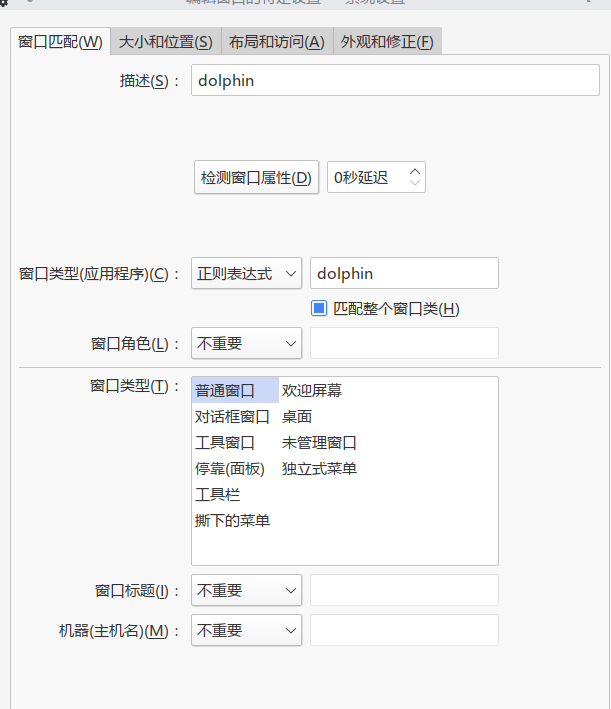 窗口匹配(W) 大小和位置(S) 布局和访问(A) 外观和修正(F)
描述(S)： dolphin
检测窗口属性(D) 0秒延迟
窗口类型(应用程序)(C)： 正则表达式 dolphin
匹配整个窗口类(H)
窗口角色(L)： 不重要
窗口类型(T)： 普通窗口 欢迎屏幕
对话框窗口 桌面
工具窗口 未管理窗口
停靠(面板) 独立式菜单
工具栏
撕下的菜单
窗口标题(I)： 不重要
机器(主机名)(M)： 不重要